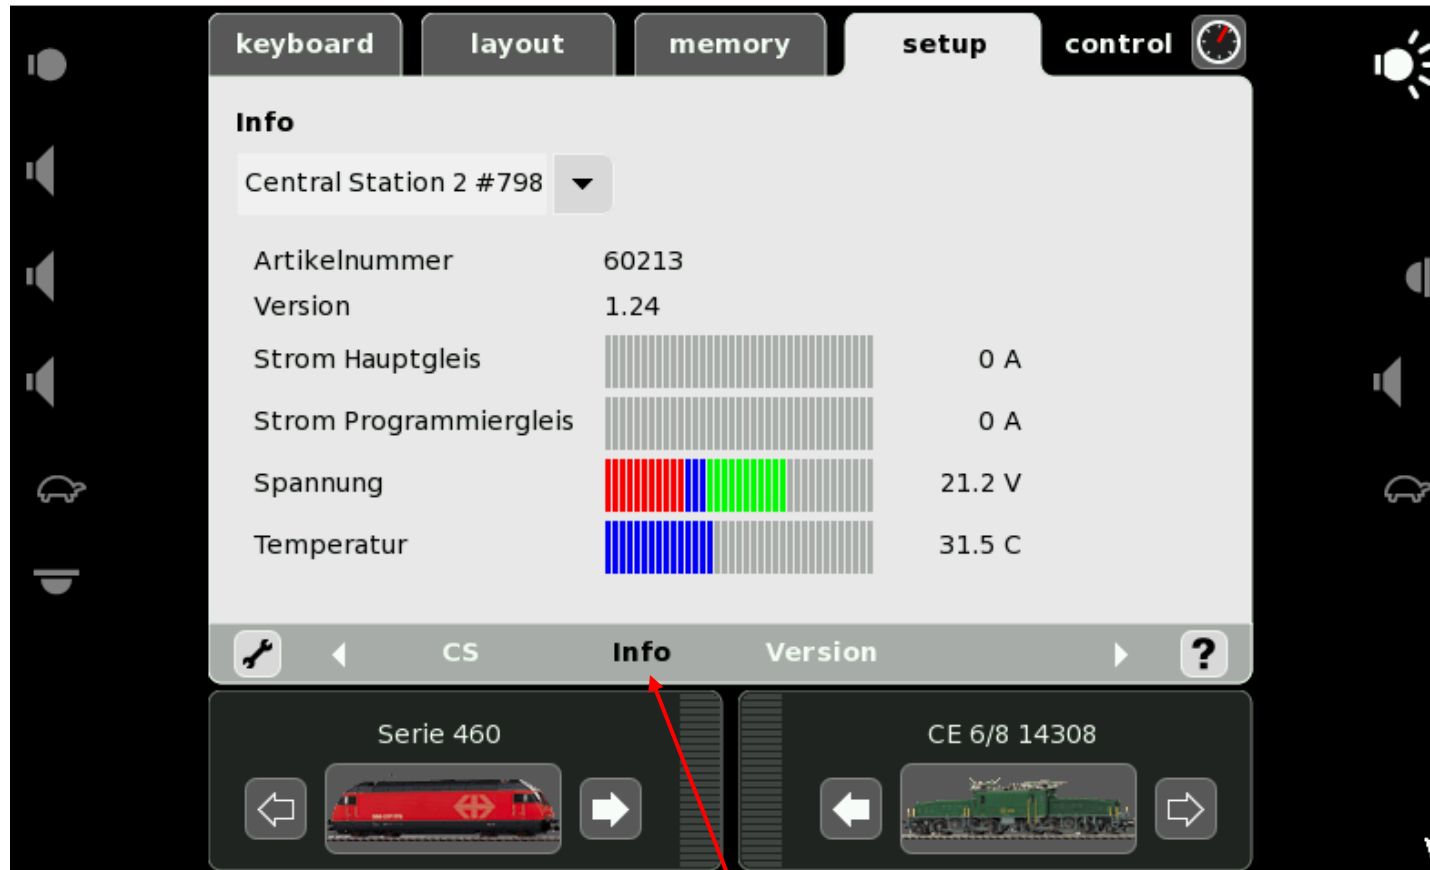 keyboard layout memory setup control
Info
Central Station 2 #798
Artikelnummer 60213
Version 1.24
Strom Hauptgleis 0 A
Strom Programmiergleis 0 A
Spannung 21.2 V
Temperatur 31.5 C
CS Info Version ?
Serie 460 CE 6/8 14308